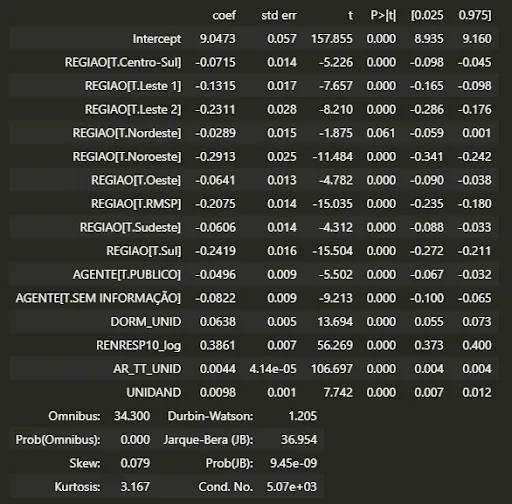 coef std err t P>|t| [0.025 0.975]
Intercept 9.0473 0.057 157.855 0.000 8.935 9.160
REGIAO[T.Centro-Sul] -0.0715 0.014 -5.226 0.000 -0.098 -0.045
REGIAO[T.Leste 1] -0.1315 0.017 -7.657 0.000 -0.165 -0.098
REGIAO[T.Leste 2] -0.2311 0.028 -8.210 0.000 -0.286 -0.176
REGIAO[T.Nordeste] -0.0289 0.015 -1.875 0.061 -0.059 0.001
REGIAO[T.Noroeste] -0.2913 0.025 -11.484 0.000 -0.341 -0.242
REGIAO[T.Oeste] -0.0641 0.013 -4.782 0.000 -0.090 -0.038
REGIAO[T.RMSP] -0.2075 0.014 -15.035 0.000 -0.235 -0.180
REGIAO[T.Sudeste] -0.0606 0.014 -4.312 0.000 -0.088 -0.033
REGIAO[T.Sul] -0.2419 0.016 -15.504 0.000 -0.272 -0.211
AGENTE[T.PUBLICO] -0.0496 0.009 -5.502 0.000 -0.067 -0.032
AGENTE[T.SEM INFORMAÇÃO] -0.0822 0.009 -9.213 0.000 -0.100 -0.065
DORM_UNID 0.0638 0.005 13.694 0.000 0.055 0.073
RENRESP10_log 0.3861 0.007 56.269 0.000 0.373 0.400
AR_TT_UNID 0.0044 4.14e-05 106.697 0.000 0.004 0.004
UNIDAND 0.0098 0.001 7.742 0.000 0.007 0.012
Omnibus: 34.300 Durbin-Watson: 1.205
Prob(Omnibus): 0.000 Jarque-Bera (JB): 36.954
Skew: 0.079 Prob(JB): 9.45e-09
Kurtosis: 3.167 Cond. No. 5.07e+03